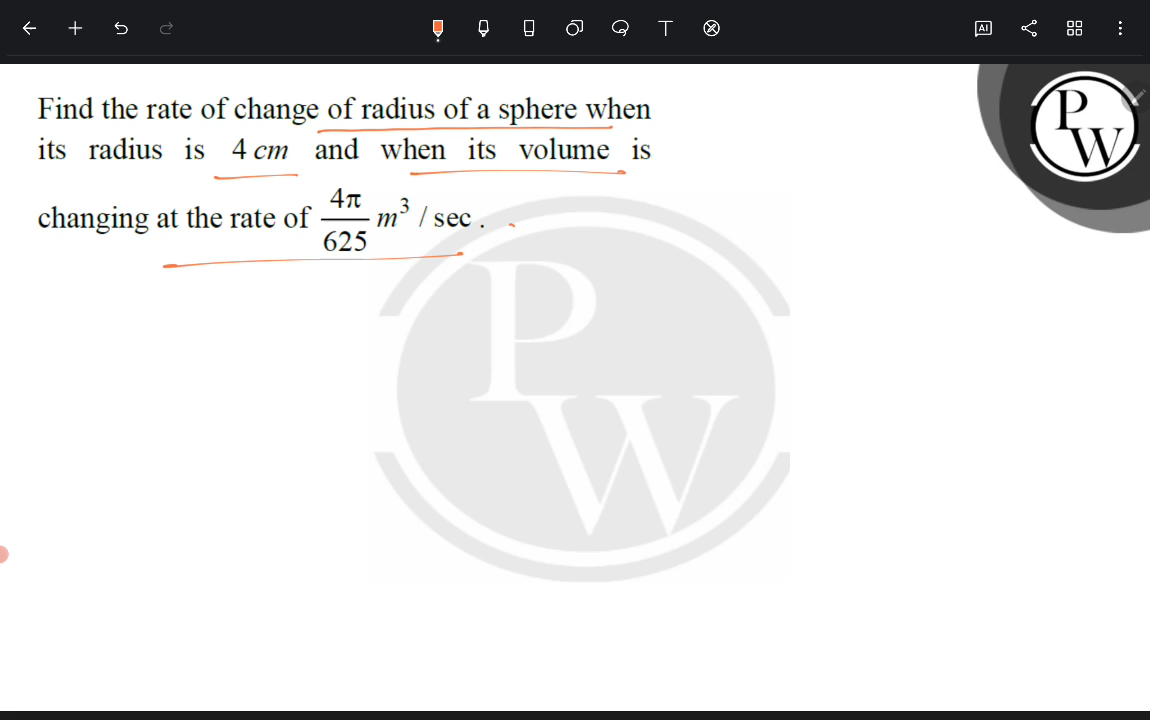 AI
Find the rate of change of radius of a sphere when
its radius is 4 cm and when its volume is
changing at the rate of 4π/625 m³ / sec .
P
W
P
W